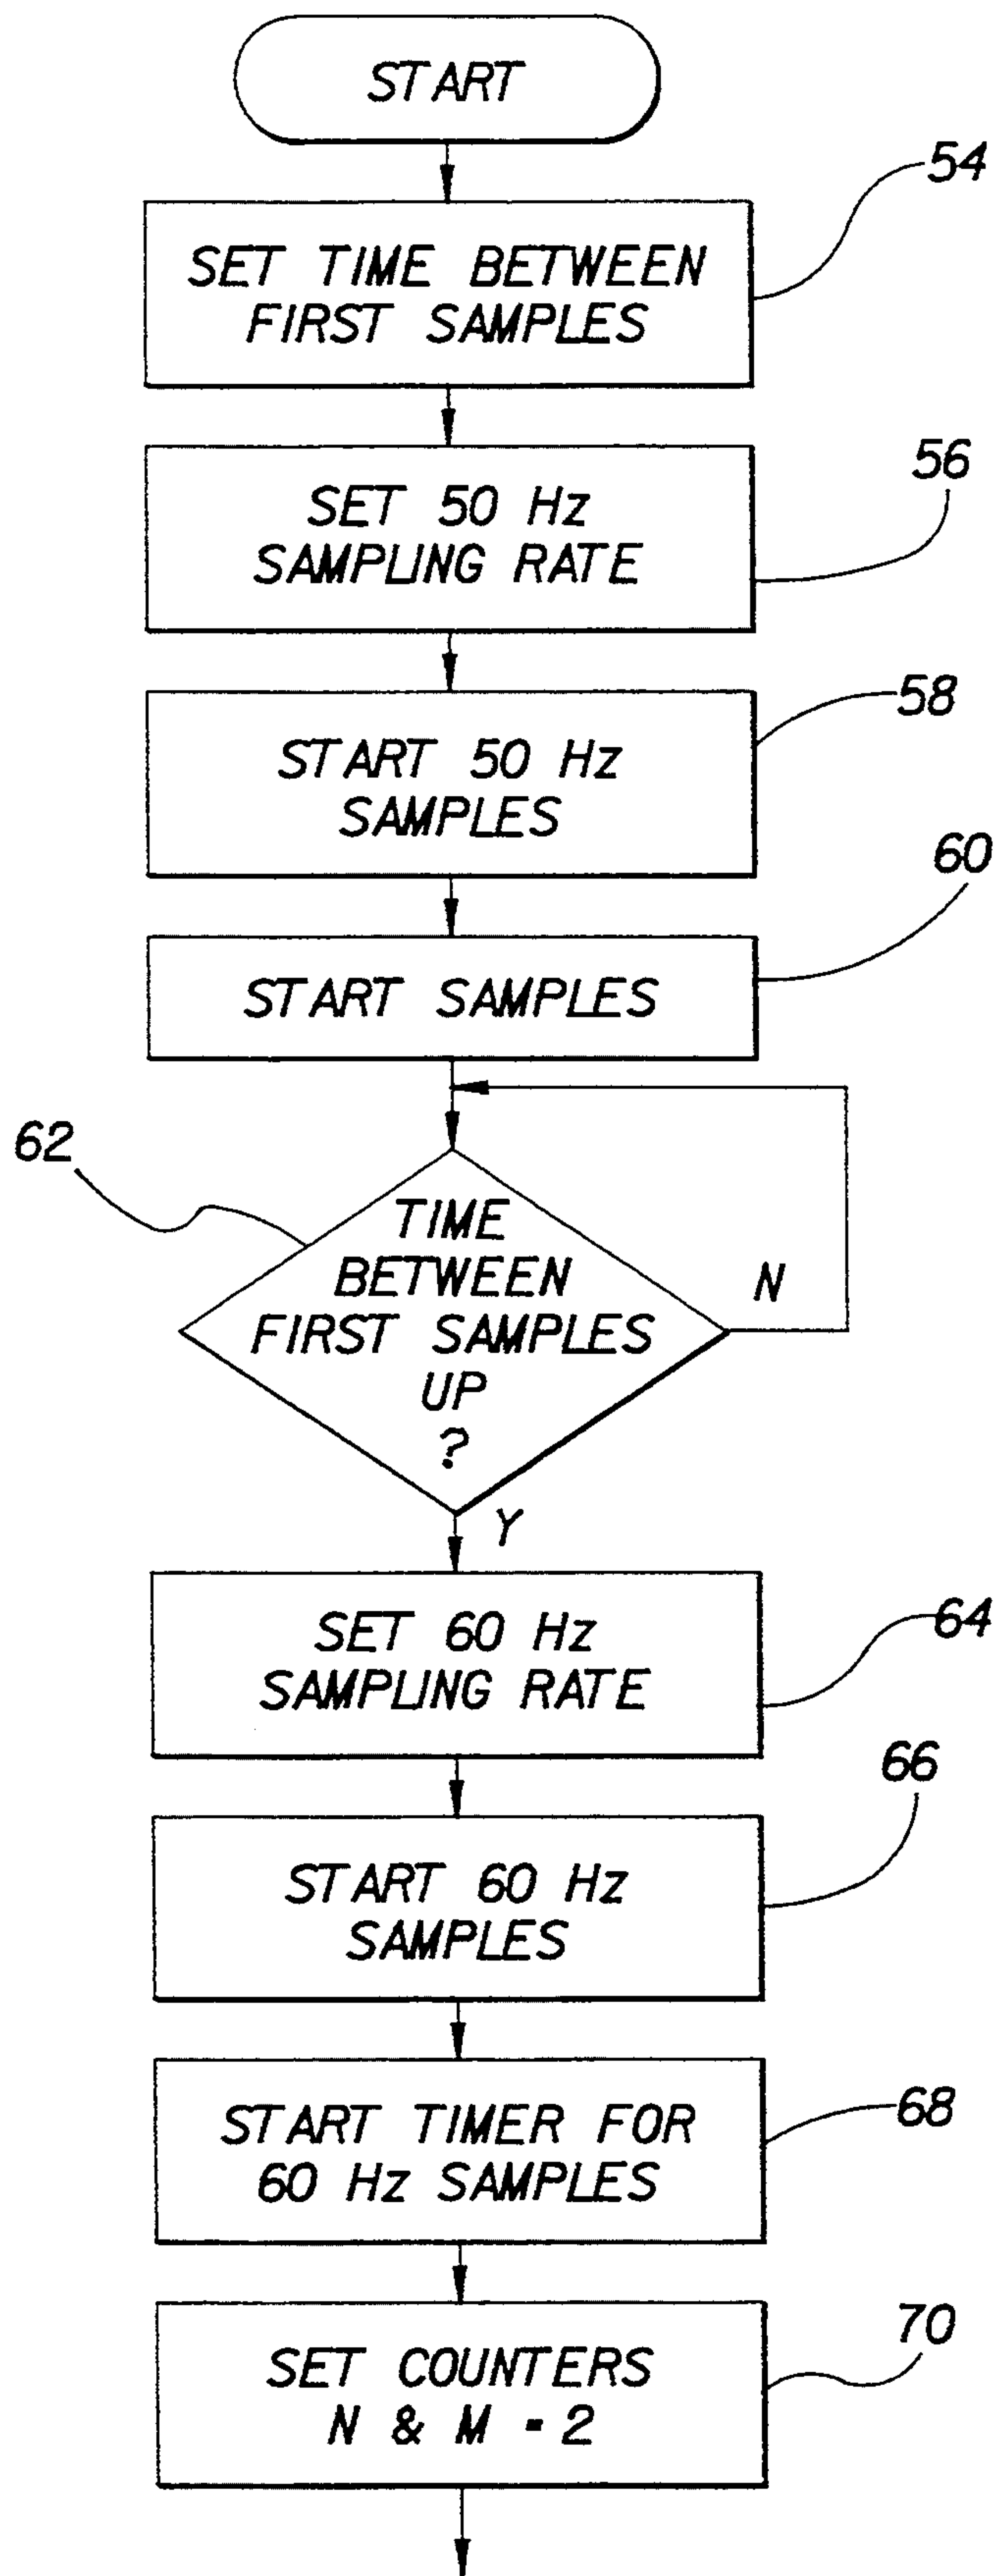 START
54
SET TIME BETWEEN
FIRST SAMPLES
56
SET 50 Hz
SAMPLING RATE
58
START 50 Hz
SAMPLES
60
START SAMPLES
62
TIME
BETWEEN
FIRST SAMPLES
UP
?
N
Y
SET 60 Hz
SAMPLING RATE
64
66
START 60 Hz
SAMPLES
68
START TIMER FOR
60 Hz SAMPLES
70
SET COUNTERS
N & M = 2